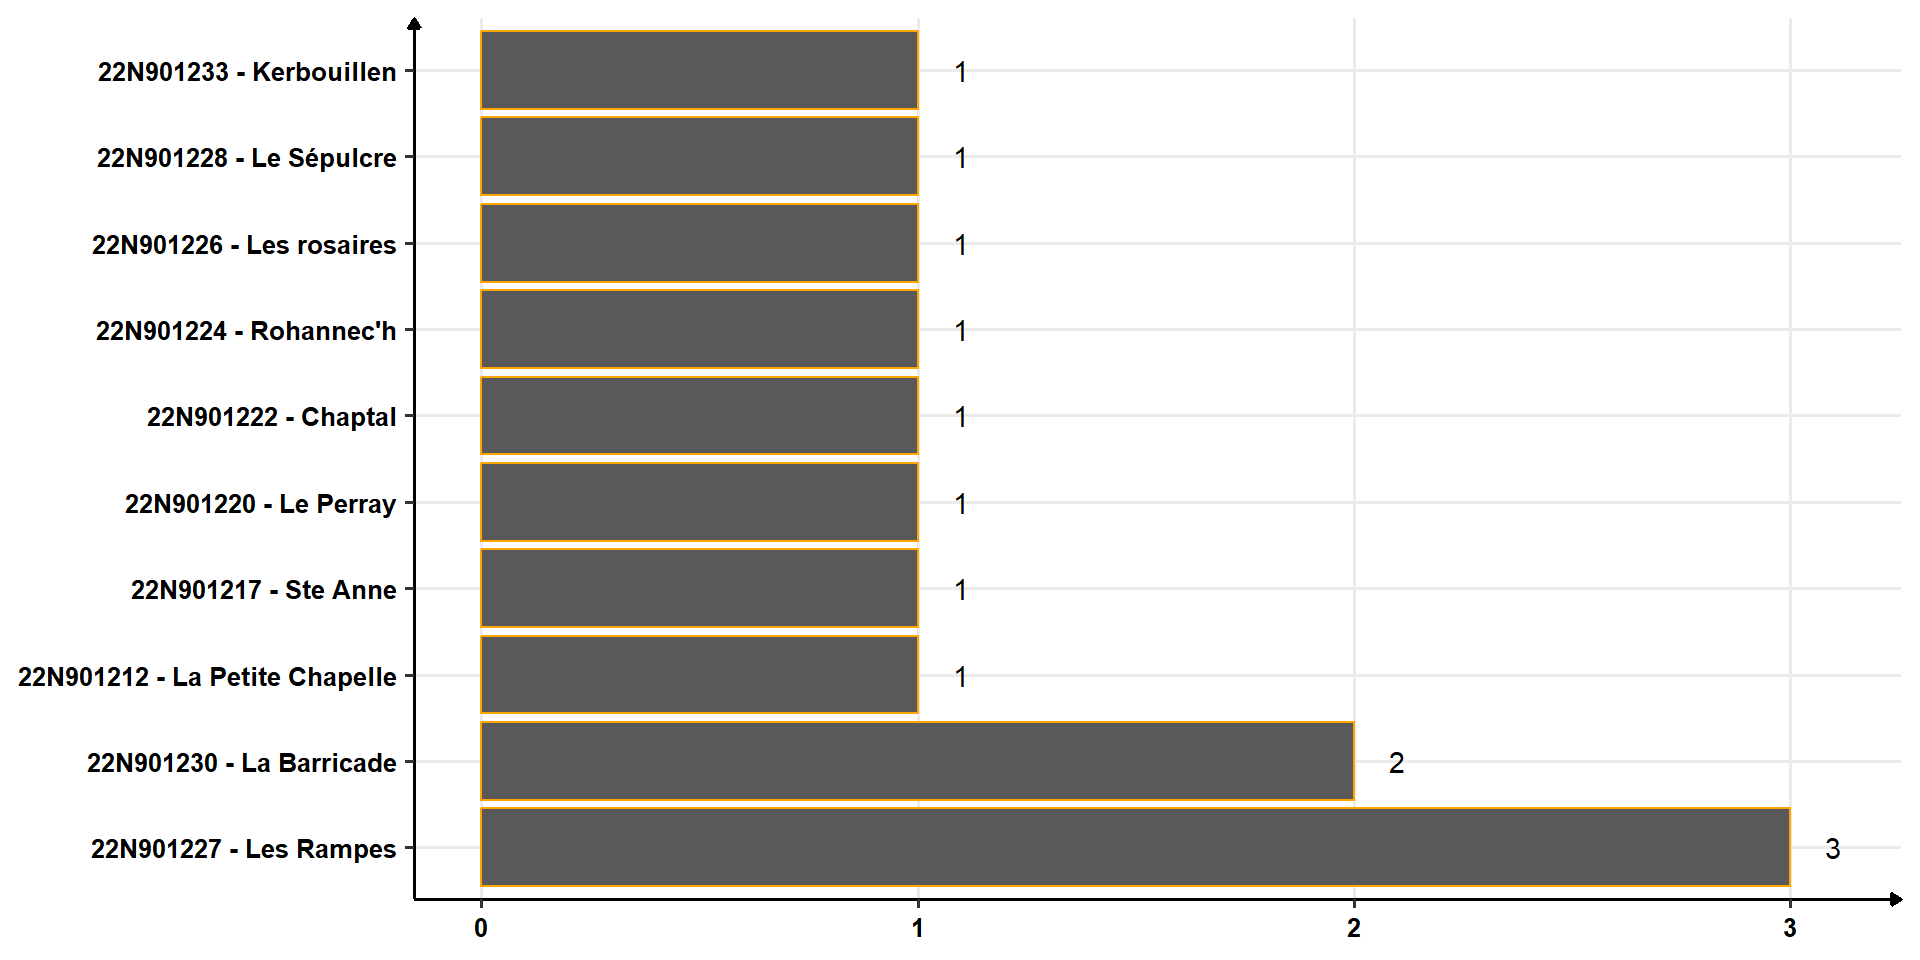 22N901233 - Kerbouillen 1
22N901228 - Le Sépulcre 1
22N901226 - Les rosaires 1
22N901224 - Rohannec'h 1
22N901222 - Chaptal 1
22N901220 - Le Perray 1
22N901217 - Ste Anne 1
22N901212 - La Petite Chapelle 1
22N901230 - La Barricade 2
22N901227 - Les Rampes 3
0 1 2 3